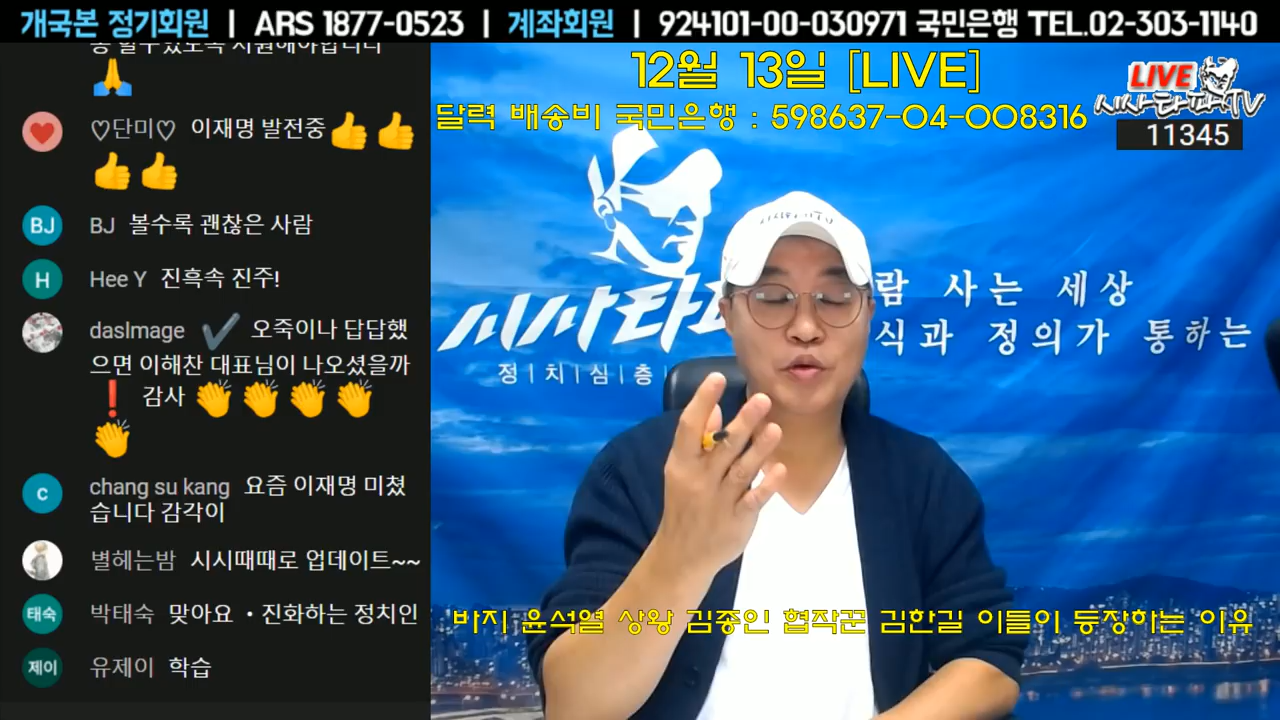 개국본 정기회원 | ARS 1877-0523 | 계좌회원 | 924101-00-030971 국민은행 TEL.02-303-1140
♡단미♡ 이재명 발전중👍👍
👍👍
BJ BJ 볼수록 괜찮은 사람
H Hee Y 진흑속 진주!
daslmage ✔ 오죽이나 답답했
으면 이해찬 대표님이 나오셨을까
❗ 감사 👏👏👏👏
👏
c chang su kang 요즘 이재명 미쳤
습니다 감각이
별헤는밤 시시때때로 업데이트~~
태숙 박태숙 맞아요 • 진화하는 정치인
제이 유제이 학습
12월 13일 [LIVE]
달력 배송비 국민은행 : 598637-04-008316
LIVE
시사타파TV
11345
시사타
람 사는 세상
식과 정의가 통하는
정|치|심|층
바지 윤석열 상왕 김종인 협작꾼 김한길 이들이 등장하는 이유